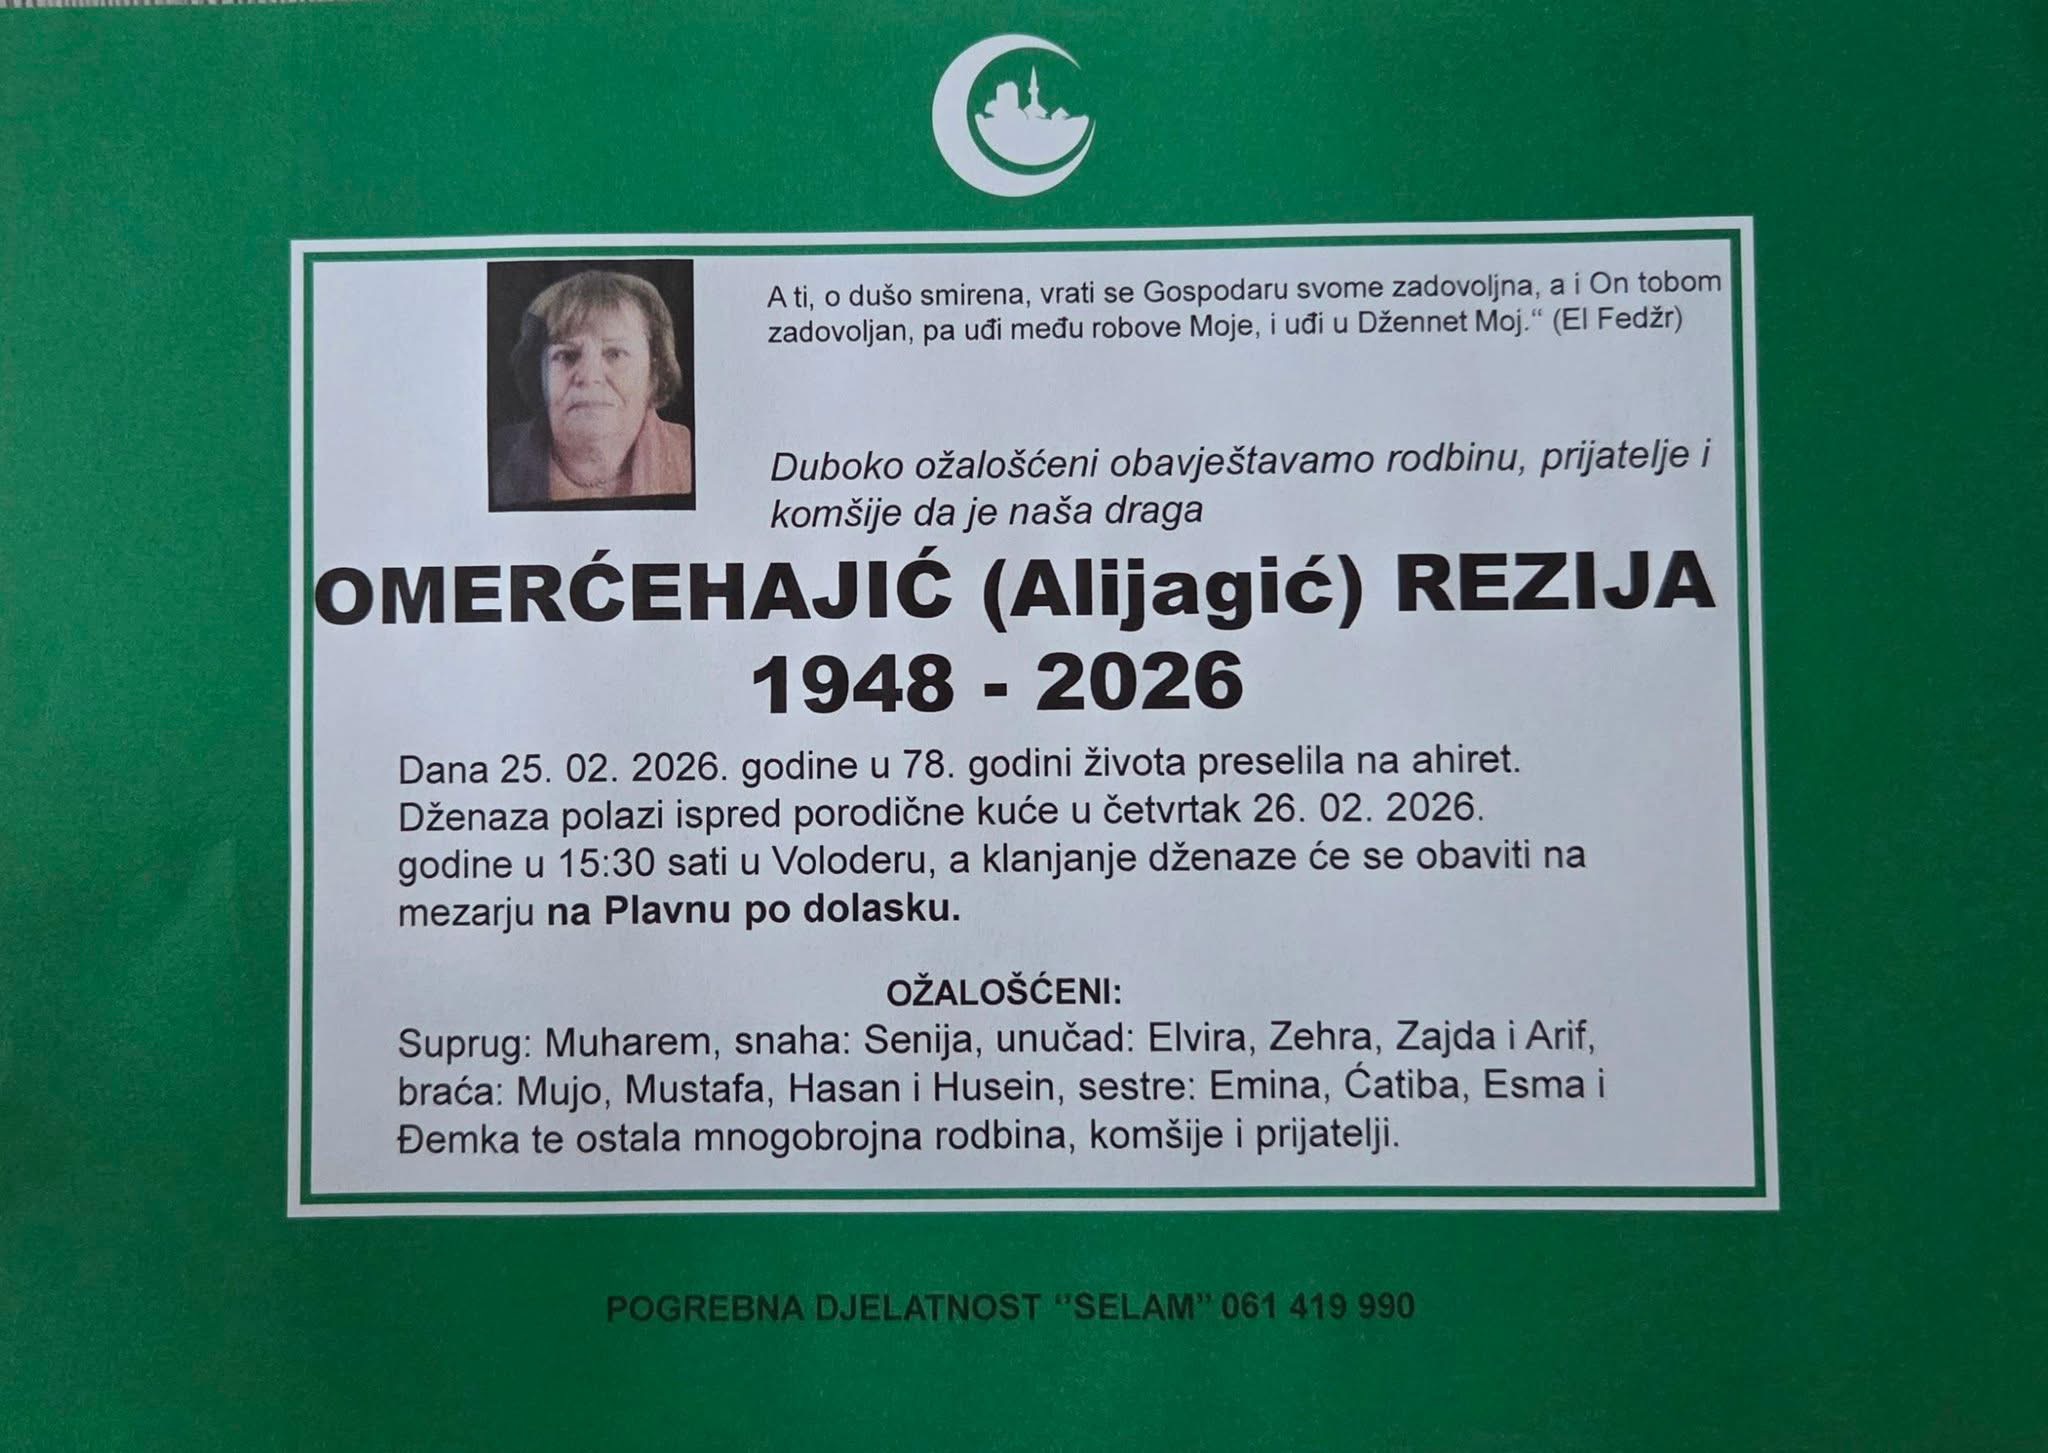 A ti, o dušo smirena, vrati se Gospodaru svome zadovoljna, a i On tobom
zadovoljan, pa uđi među robove Moje, i uđi u Džennet Moj.“ (El Fedžr)
Duboko ožalošćeni obavještavamo rodbinu, prijatelje i
komšije da je naša draga
OMERĆEHAJIĆ (Alijagić) REZIJA
1948 - 2026
Dana 25. 02. 2026. godine u 78. godini života preselila na ahiret.
Dženaza polazi ispred porodične kuće u četvrtak 26. 02. 2026.
godine u 15:30 sati u Voloderu, a klanjanje dženaze će se obaviti na
mezarju na Plavnu po dolasku.
OŽALOŠĆENI:
Suprug: Muharem, snaha: Senija, unučad: Elvira, Zehra, Zajda i Arif,
braća: Mujo, Mustafa, Hasan i Husein, sestre: Emina, Ćatiba, Esma i
Đemka te ostala mnogobrojna rodbina, komšije i prijatelji.
POGREBNA DJELATNOST ‘‘SELAM’’ 061 419 990